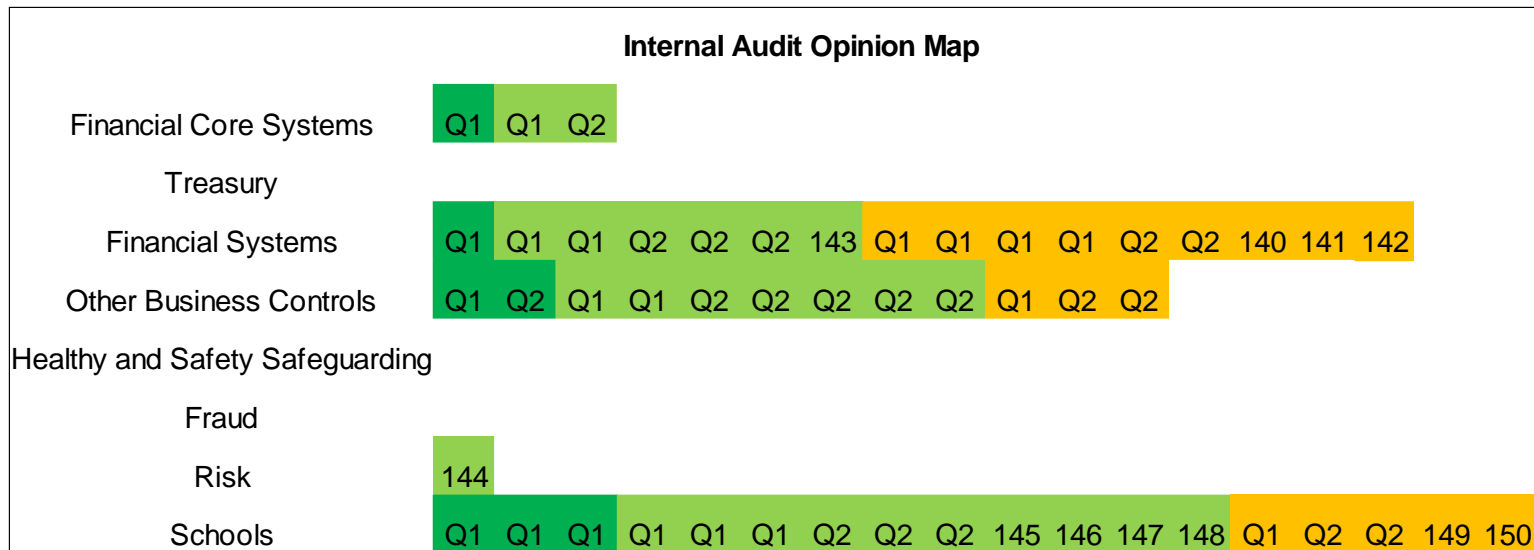 Internal Audit Opinion Map
Financial Core Systems Q1 Q1 Q2
Treasury
Financial Systems Q1 Q1 Q1 Q2 Q2 Q2 143 Q1 Q1 Q1 Q1 Q2 Q2 140 141 142
Other Business Controls Q1 Q2 Q1 Q1 Q2 Q2 Q2 Q2 Q2 Q1 Q2 Q2
Healthy and Safety Safeguarding
Fraud
Risk 144
Schools Q1 Q1 Q1 Q1 Q1 Q1 Q2 Q2 Q2 145 146 147 148 Q1 Q2 Q2 149 150